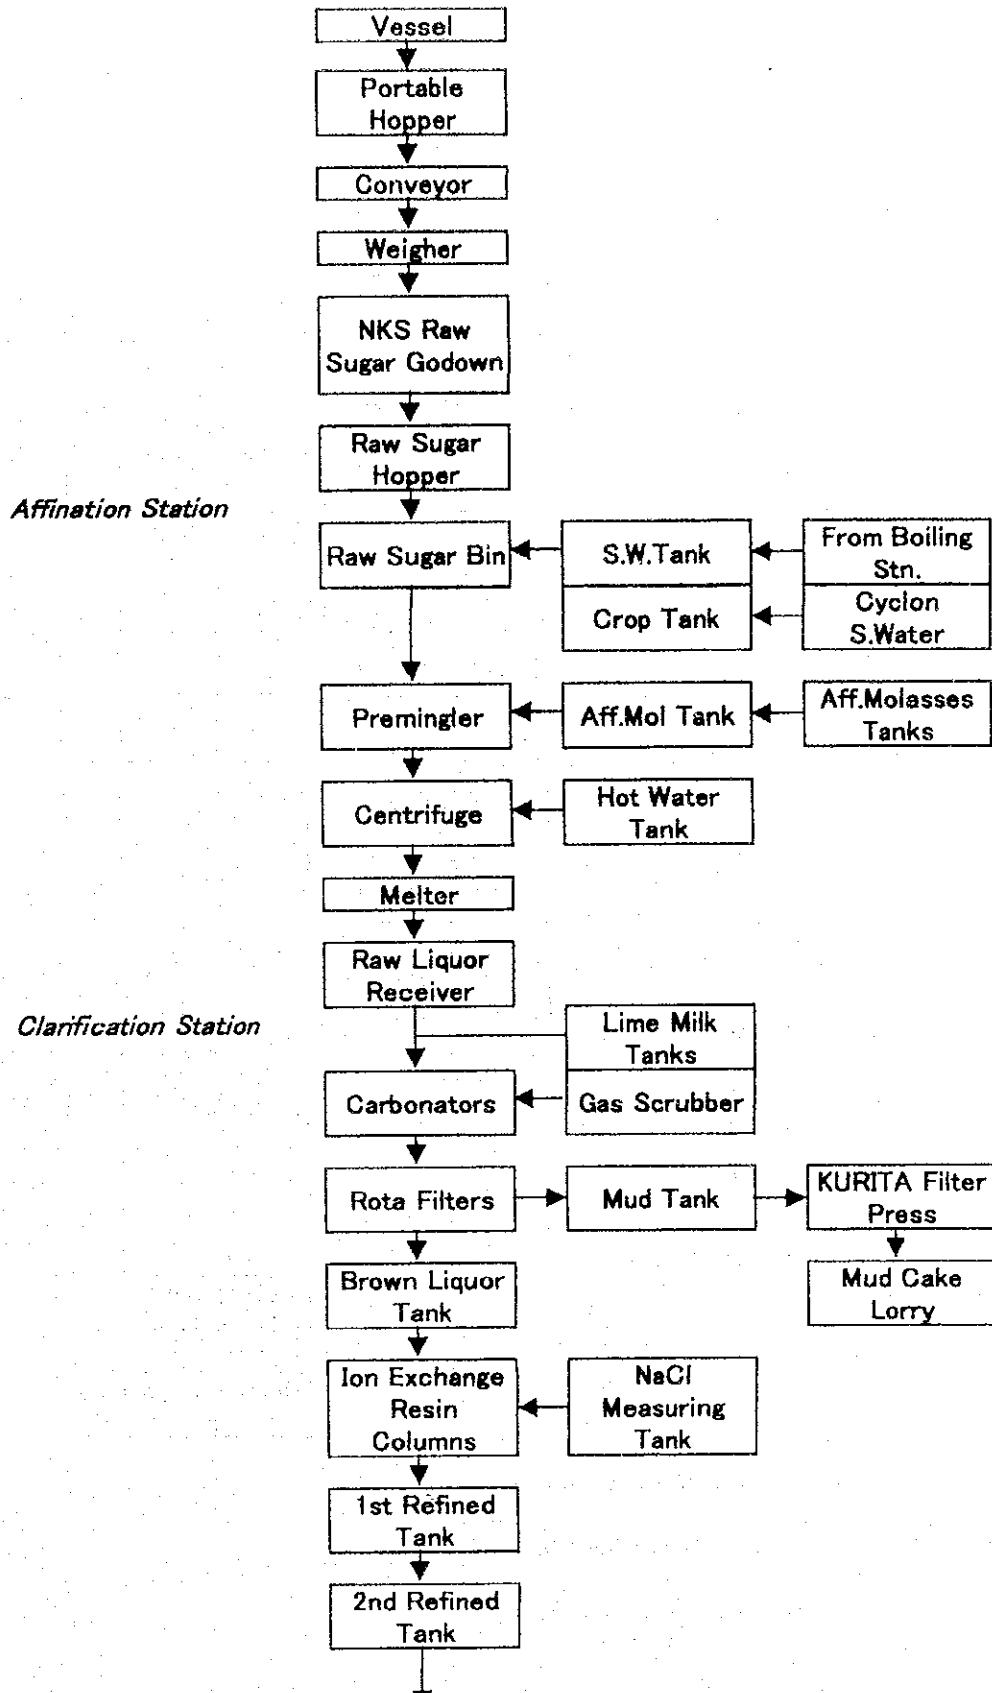 Vessel
Portable
Hopper
Conveyor
Weigher
NKS Raw
Sugar Godown
Raw Sugar
Hopper
Affination Station
Raw Sugar Bin
S.W.Tank
From Boiling
Stn.
Crop Tank
Cyclon
S.Water
Premingler
Aff.Mol Tank
Aff.Molasses
Tanks
Centrifuge
Hot Water
Tank
Melter
Raw Liquor
Receiver
Clarification Station
Lime Milk
Tanks
Carbonators
Gas Scrubber
Rota Filters
Mud Tank
KURITA Filter
Press
Brown Liquor
Tank
Mud Cake
Lorry
Ion Exchange
Resin
Columns
NaCl
Measuring
Tank
1st Refined
Tank
2nd Refined
Tank